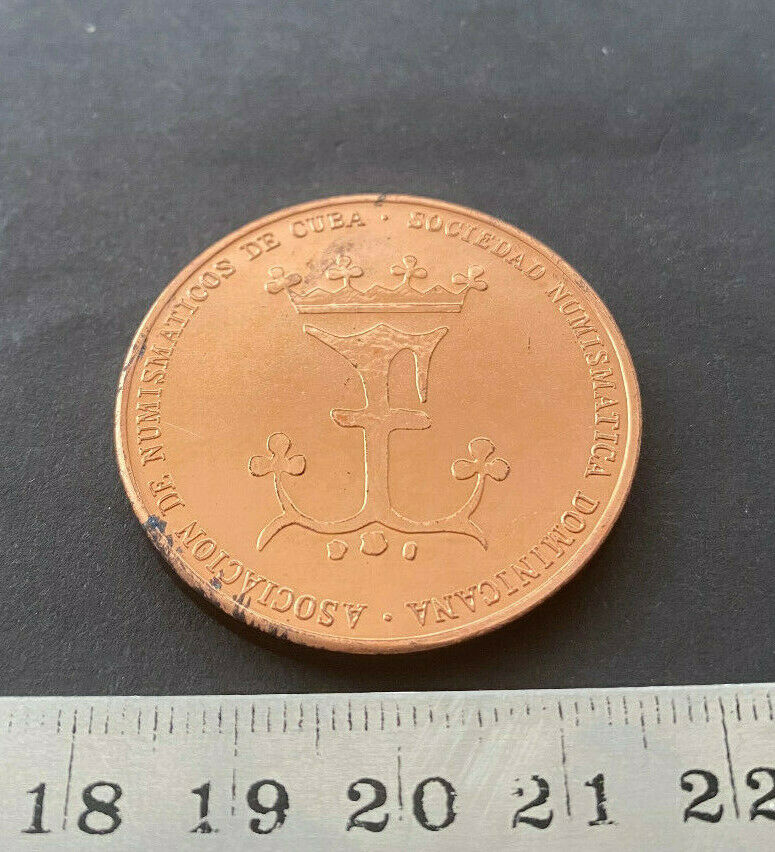 ASOCIACION DE NUMISMATICOS DE CUBA · SOCIEDAD NUMISMATICA DOMINICANA ·
F
18 19 20 21 22